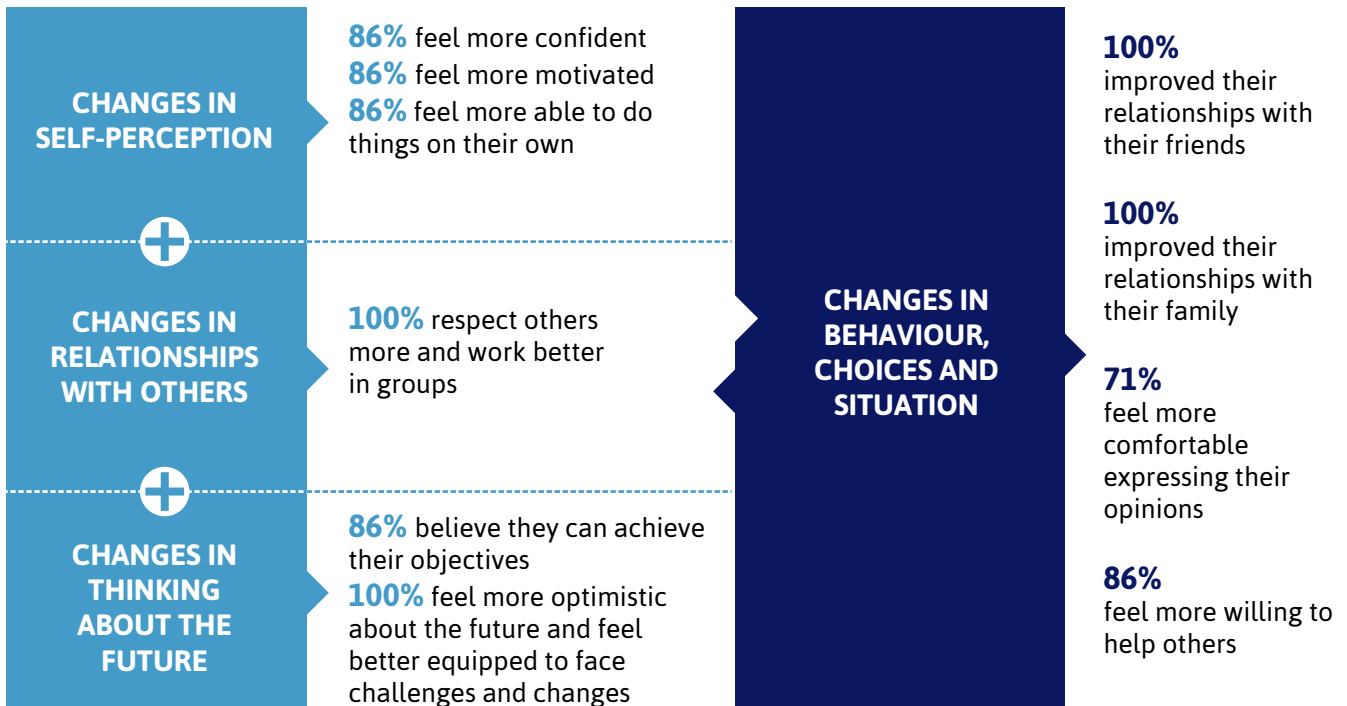 CHANGES IN
SELF-PERCEPTION
86% feel more confident
86% feel more motivated
86% feel more able to do
things on their own
CHANGES IN
RELATIONSHIPS
WITH OTHERS
100% respect others
more and work better
in groups
CHANGES IN
THINKING
ABOUT THE
FUTURE
86% believe they can achieve
their objectives
100% feel more optimistic
about the future and feel
better equipped to face
challenges and changes
CHANGES IN
BEHAVIOUR,
CHOICES AND
SITUATION
100%
improved their
relationships with
their friends
100%
improved their
relationships with
their family
71%
feel more
comfortable
expressing their
opinions
86%
feel more willing to
help others